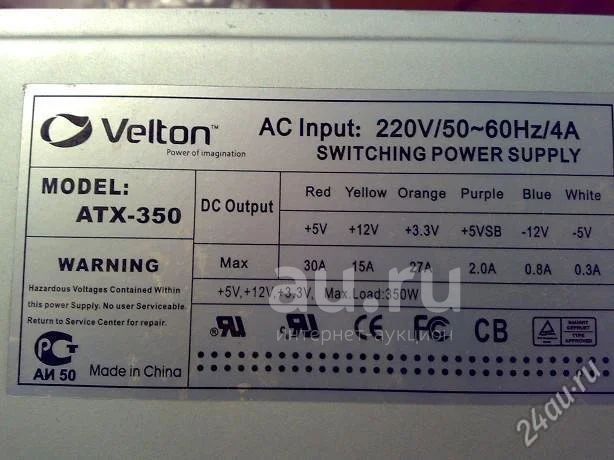 Velton™
Power of imagination
AC Input: 220V/50~60Hz/4A
SWITCHING POWER SUPPLY
MODEL:
ATX-350
DC Output
Red Yellow Orange Purple Blue White
+5V +12V +3.3V +5VSB -12V -5V
Max 30A 15A 27A 2.0A 0.8A 0.3A
+5V,+12V,+3,3V, Max.Load:350W
WARNING
Hazardous Voltages Contained Within
this power Supply. No user Serviceable.
Return to Service Center for repair.
АИ 50
Made in China
CE FC CB
au.ru
интернет-аукцион
24au.ru